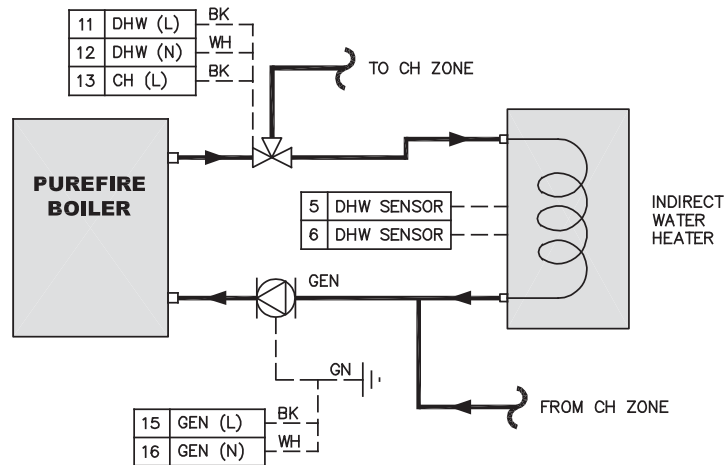 11 DHW (L) BK
12 DHW (N) WH
13 CH (L) BK
TO CH ZONE
PUREFIRE
BOILER
5 DHW SENSOR
6 DHW SENSOR
INDIRECT
WATER
HEATER
GEN
GN
15 GEN (L) BK
16 GEN (N) WH
FROM CH ZONE